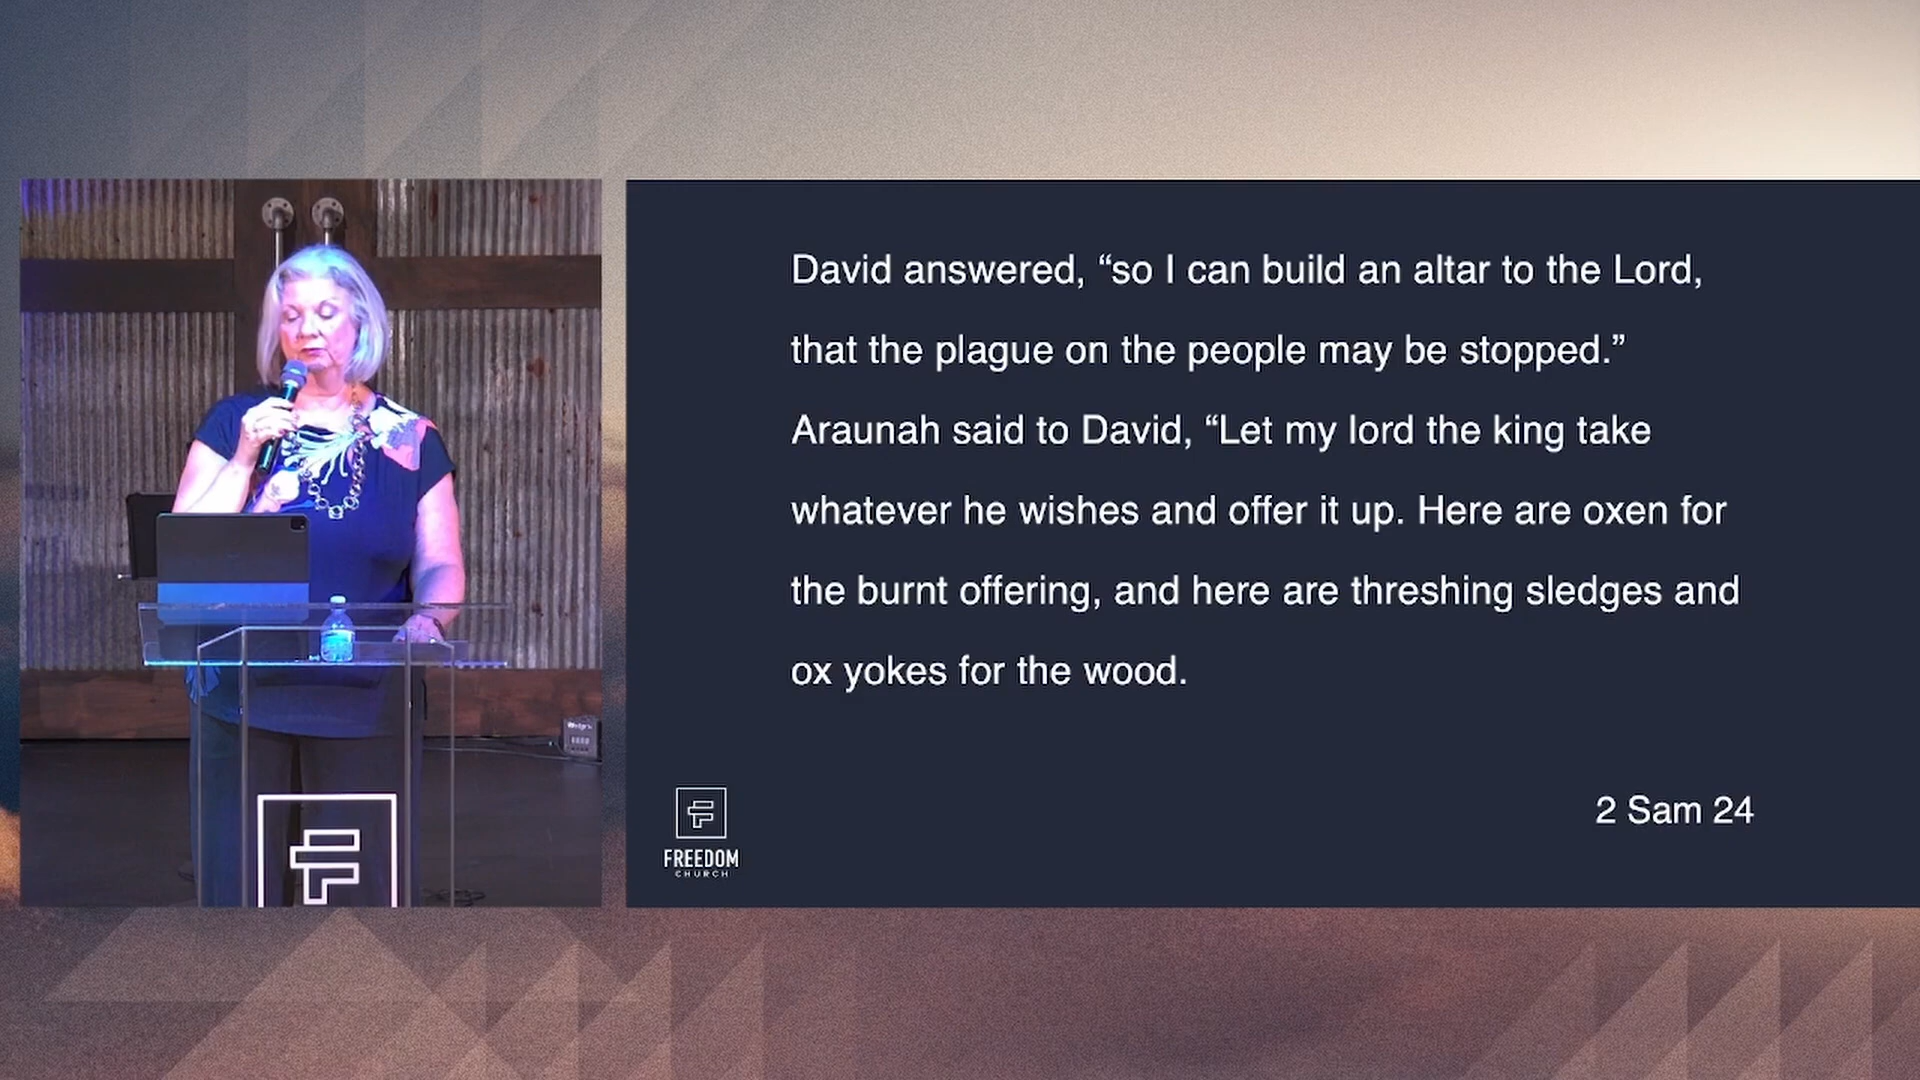 David answered, “so I can build an altar to the Lord,
that the plague on the people may be stopped.”
Araunah said to David, “Let my lord the king take
whatever he wishes and offer it up. Here are oxen for
the burnt offering, and here are threshing sledges and
ox yokes for the wood.
2 Sam 24
FREEDOM
CHURCH